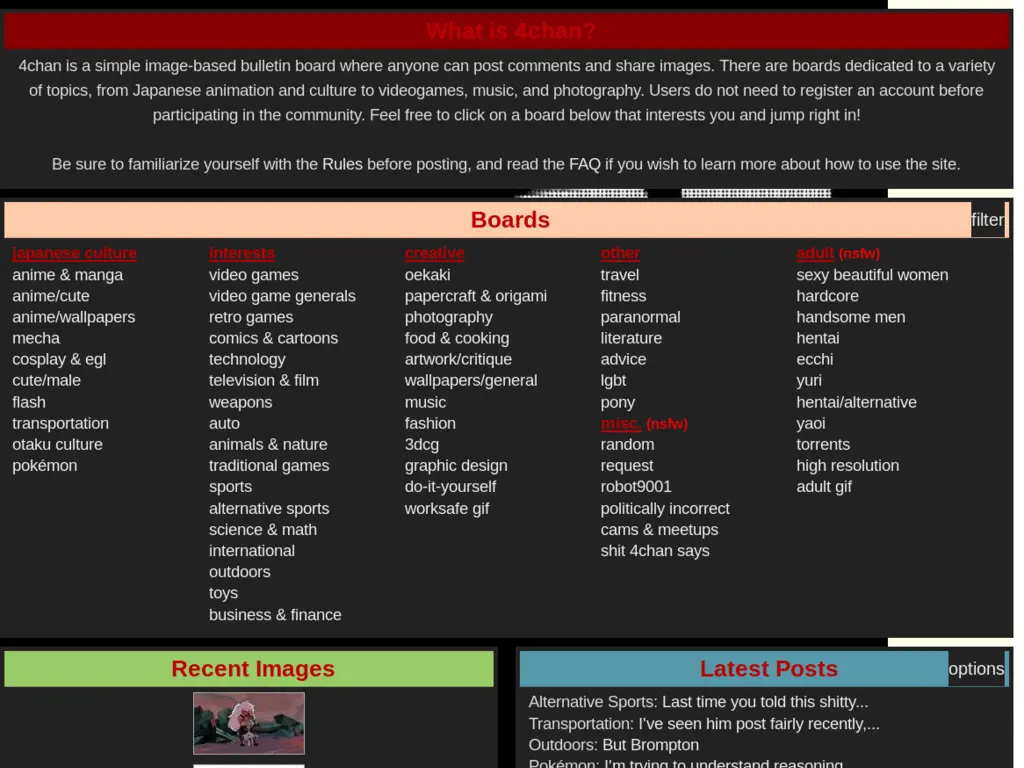 What is 4chan?
4chan is a simple image-based bulletin board where anyone can post comments and share images. There are boards dedicated to a variety
of topics, from Japanese animation and culture to videogames, music, and photography. Users do not need to register an account before
participating in the community. Feel free to click on a board below that interests you and jump right in!
Be sure to familiarize yourself with the Rules before posting, and read the FAQ if you wish to learn more about how to use the site.
Boards
filter
japanese culture
anime & manga
anime/cute
anime/wallpapers
mecha
cosplay & egl
cute/male
flash
transportation
otaku culture
pokémon
interests
video games
video game generals
retro games
comics & cartoons
technology
television & film
weapons
auto
animals & nature
traditional games
sports
alternative sports
science & math
international
outdoors
toys
business & finance
creative
oekaki
papercraft & origami
photography
food & cooking
artwork/critique
wallpapers/general
music
fashion
3dcg
graphic design
do-it-yourself
worksafe gif
other
travel
fitness
paranormal
literature
advice
lgbt
pony
misc. (nsfw)
random
request
robot9001
politically incorrect
cams & meetups
shit 4chan says
adult (nsfw)
sexy beautiful women
hardcore
handsome men
hentai
ecchi
yuri
hentai/alternative
yaoi
torrents
high resolution
adult gif
Recent Images
Latest Posts
options
Alternative Sports: Last time you told this shitty...
Transportation: I've seen him post fairly recently,...
Outdoors: But Brompton
Pokémon: I'm trying to understand reasoning